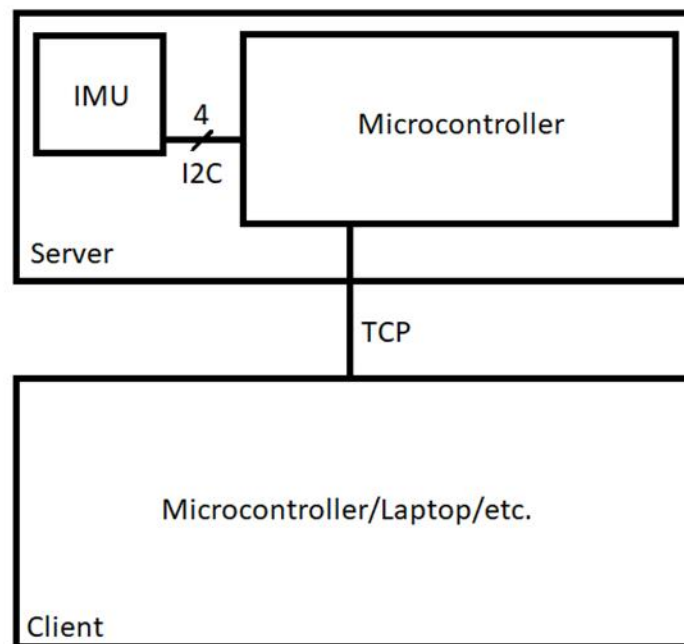 IMU
4
I2C
Microcontroller
Server
TCP
Microcontroller/Laptop/etc.
Client